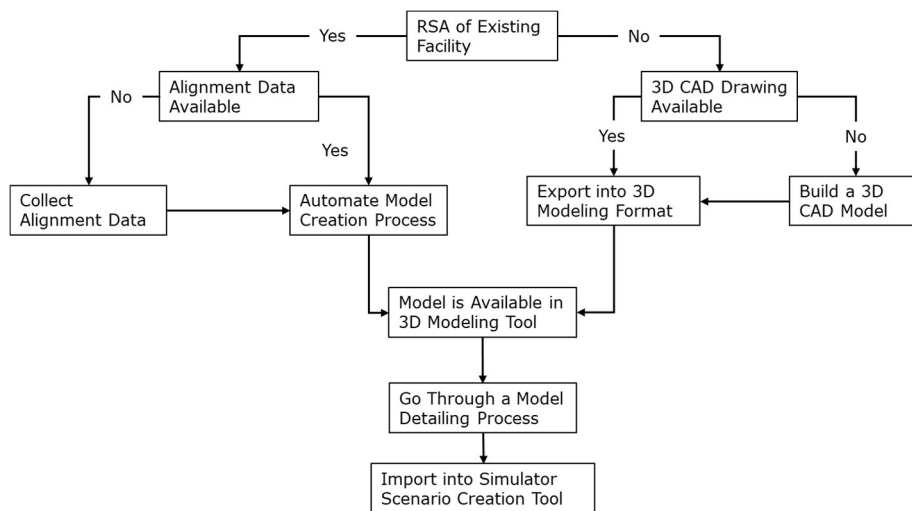 RSA of Existing
Facility
Yes
No
Alignment Data
Available
3D CAD Drawing
Available
No
Yes
Yes
No
Collect
Alignment Data
Automate Model
Creation Process
Export into 3D
Modeling Format
Build a 3D
CAD Model
Model is Available in
3D Modeling Tool
Go Through a Model
Detailing Process
Import into Simulator
Scenario Creation Tool